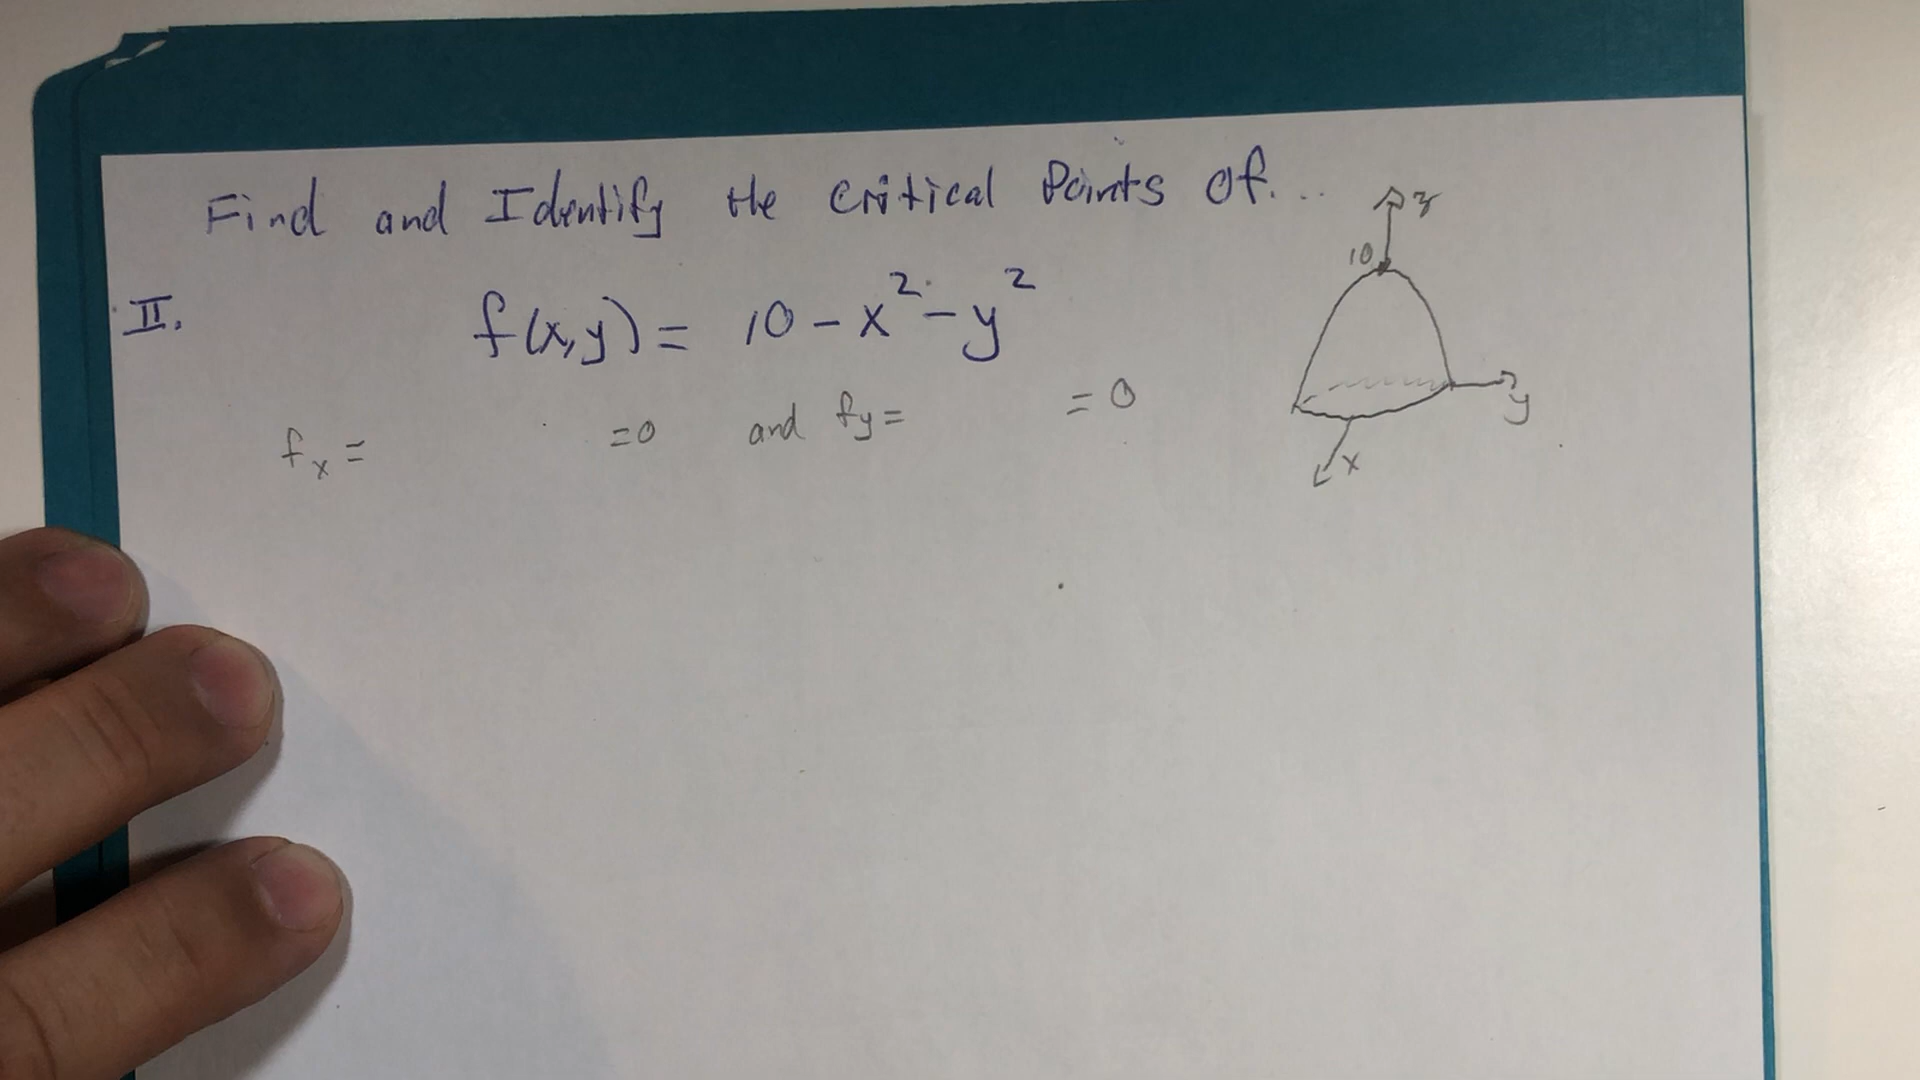 Find and Identify the Critical Points of...
II. f(x,y) = 10 - x² - y²
fx = =0 and fy = = 0
z
10
y
x